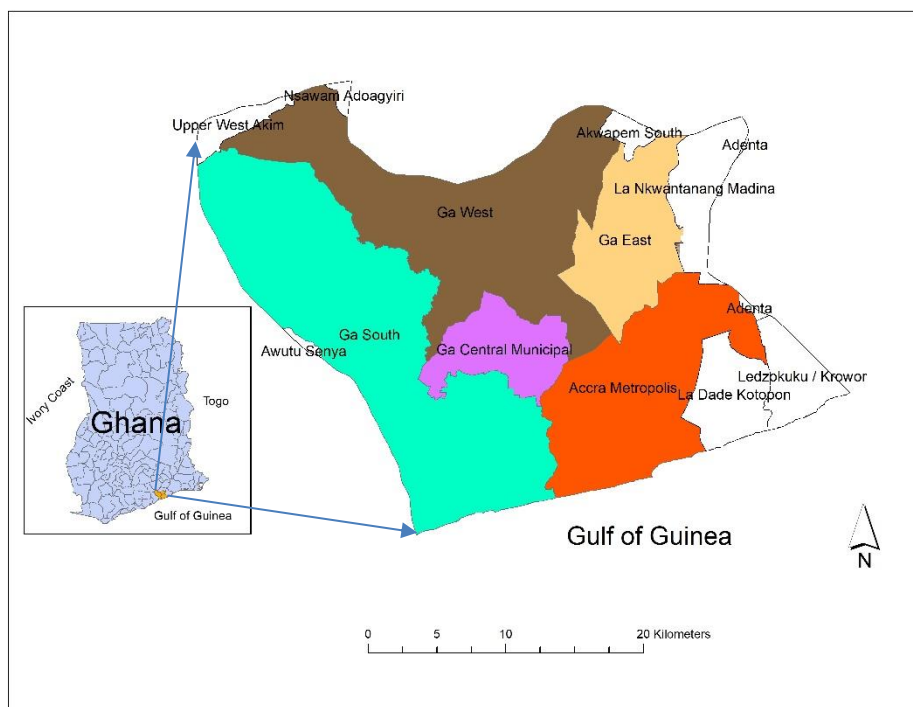 Nsawam Adoagyiri
Upper West Akim
Akwapem South
Adenta
La Nkwantanang Madina
Ga West
Ga East
Adenta
Ga South
Awutu Senya
Ga Central Municipal
Ledzokuku / Krowor
Accra Metropolis
La Dade Kotopon
Ivory Coast
Togo
Ghana
Gulf of Guinea
Gulf of Guinea
N
0 5 10 20 Kilometers